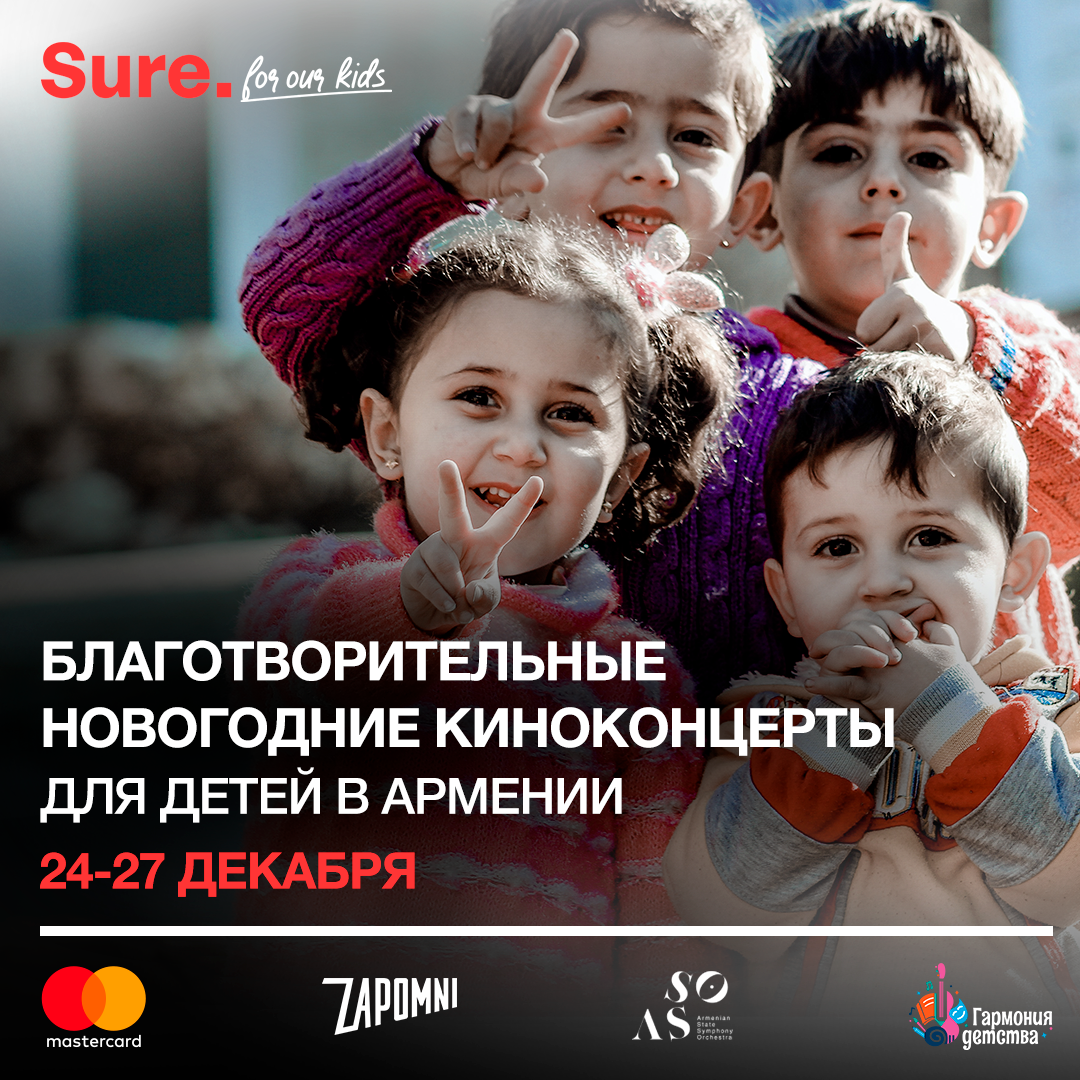 Sure. for our kids
БЛАГОТВОРИТЕЛЬНЫЕ
НОВОГОДНИЕ КИНОКОНЦЕРТЫ
ДЛЯ ДЕТЕЙ В АРМЕНИИ
24-27 ДЕКАБРЯ
mastercard
ZAPOMNI
SO
AS
Armenian
State
Symphony
Orchestra
Гармония
детства